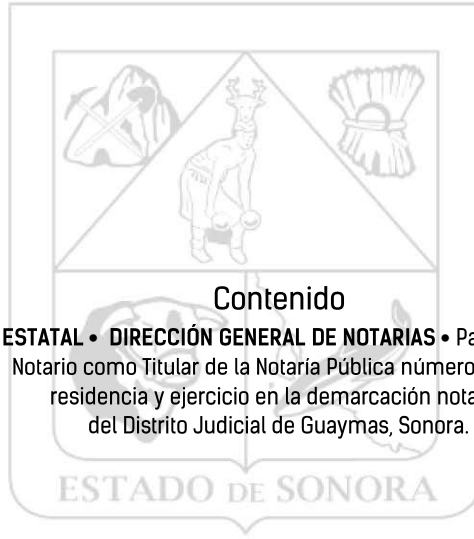 Contenido
ESTATAL • DIRECCIÓN GENERAL DE NOTARIAS • Pa
Notario como Titular de la Notaría Pública número
residencia y ejercicio en la demarcación nota
del Distrito Judicial de Guaymas, Sonora.
ESTADO DE SONORA